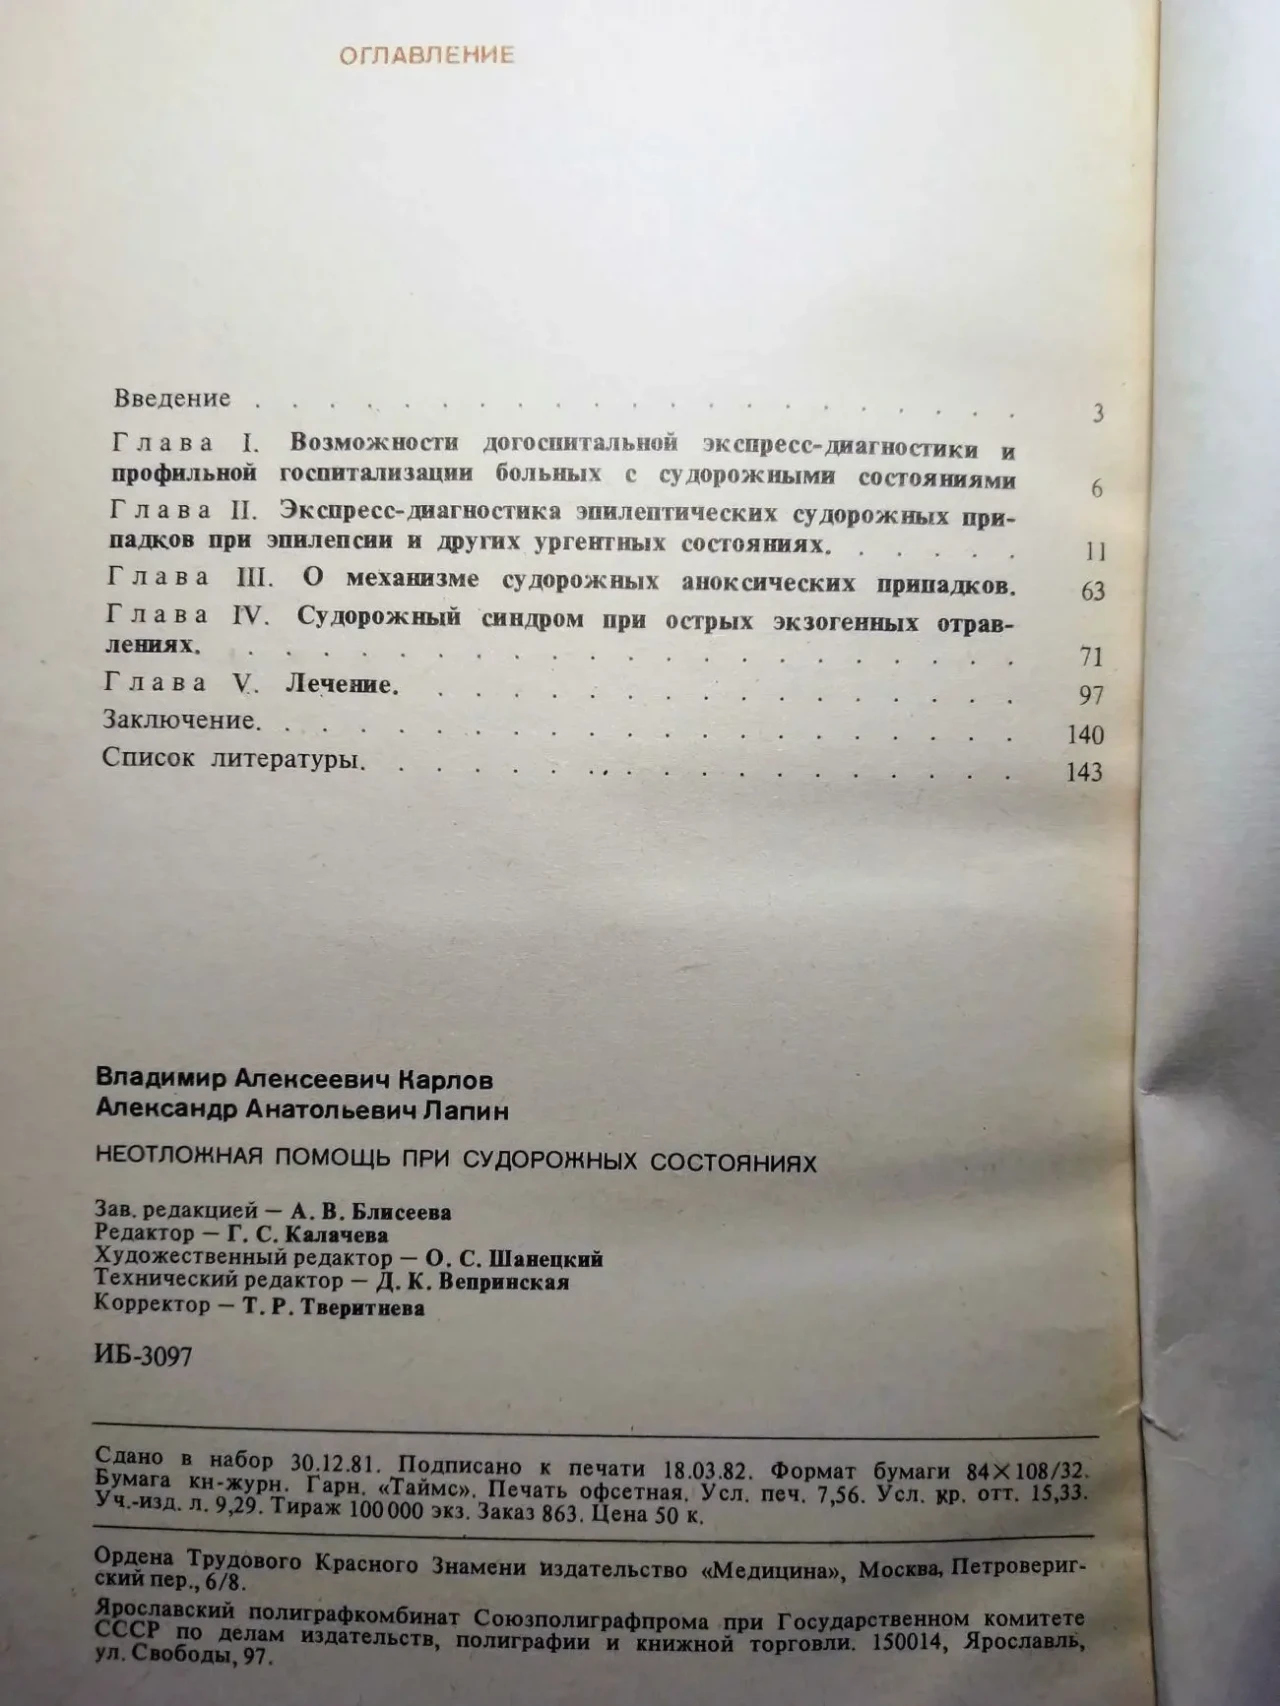 ОГЛАВЛЕНИЕ
Введение . . . . . . . . . . . . . . . . . . . . . 3
Глава I. Возможности догоспитальной экспресс-диагностики и
профильной госпитализации больных с судорожными состояниями 6
Глава II. Экспресс-диагностика эпилептических судорожных при-
падков при эпилепсии и других ургентных состояниях. . . . . . 11
Глава III. О механизме судорожных аноксических припадков. 63
Глава IV. Судорожный синдром при острых экзогенных отрав-
лениях. . . . . . . . . . . . . . . . . . . . . 71
Глава V. Лечение. . . . . . . . . . . . . . . . . 97
Заключение. . . . . . . . . . . . . . . . . . . . 140
Список литературы. . . . . . . . . . . . . . . . . 143
Владимир Алексеевич Карлов
Александр Анатольевич Лапин
НЕОТЛОЖНАЯ ПОМОЩЬ ПРИ СУДОРОЖНЫХ СОСТОЯНИЯХ
Зав. редакцией — А. В. Блисеева
Редактор — Г. С. Калачева
Художественный редактор — О. С. Шанецкий
Технический редактор — Д. К. Вепринская
Корректор — Т. Р. Тверитнева
ИБ-3097
Сдано в набор 30.12.81. Подписано к печати 18.03.82. Формат бумаги 84×108/32.
Бумага кн-журн. Гарн. «Таймс». Печать офсетная. Усл. печ. 7,56. Усл. кр. отт. 15,33.
Уч.-изд. л. 9,29. Тираж 100000 экз. Заказ 863. Цена 50 к.
Ордена Трудового Красного Знамени издательство «Медицина», Москва, Петровериг-
ский пер., 6/8.
Ярославский полиграфкомбинат Союзполиграфпрома при Государственном комитете
СССР по делам издательств, полиграфии и книжной торговли. 150014, Ярославль,
ул. Свободы, 97.